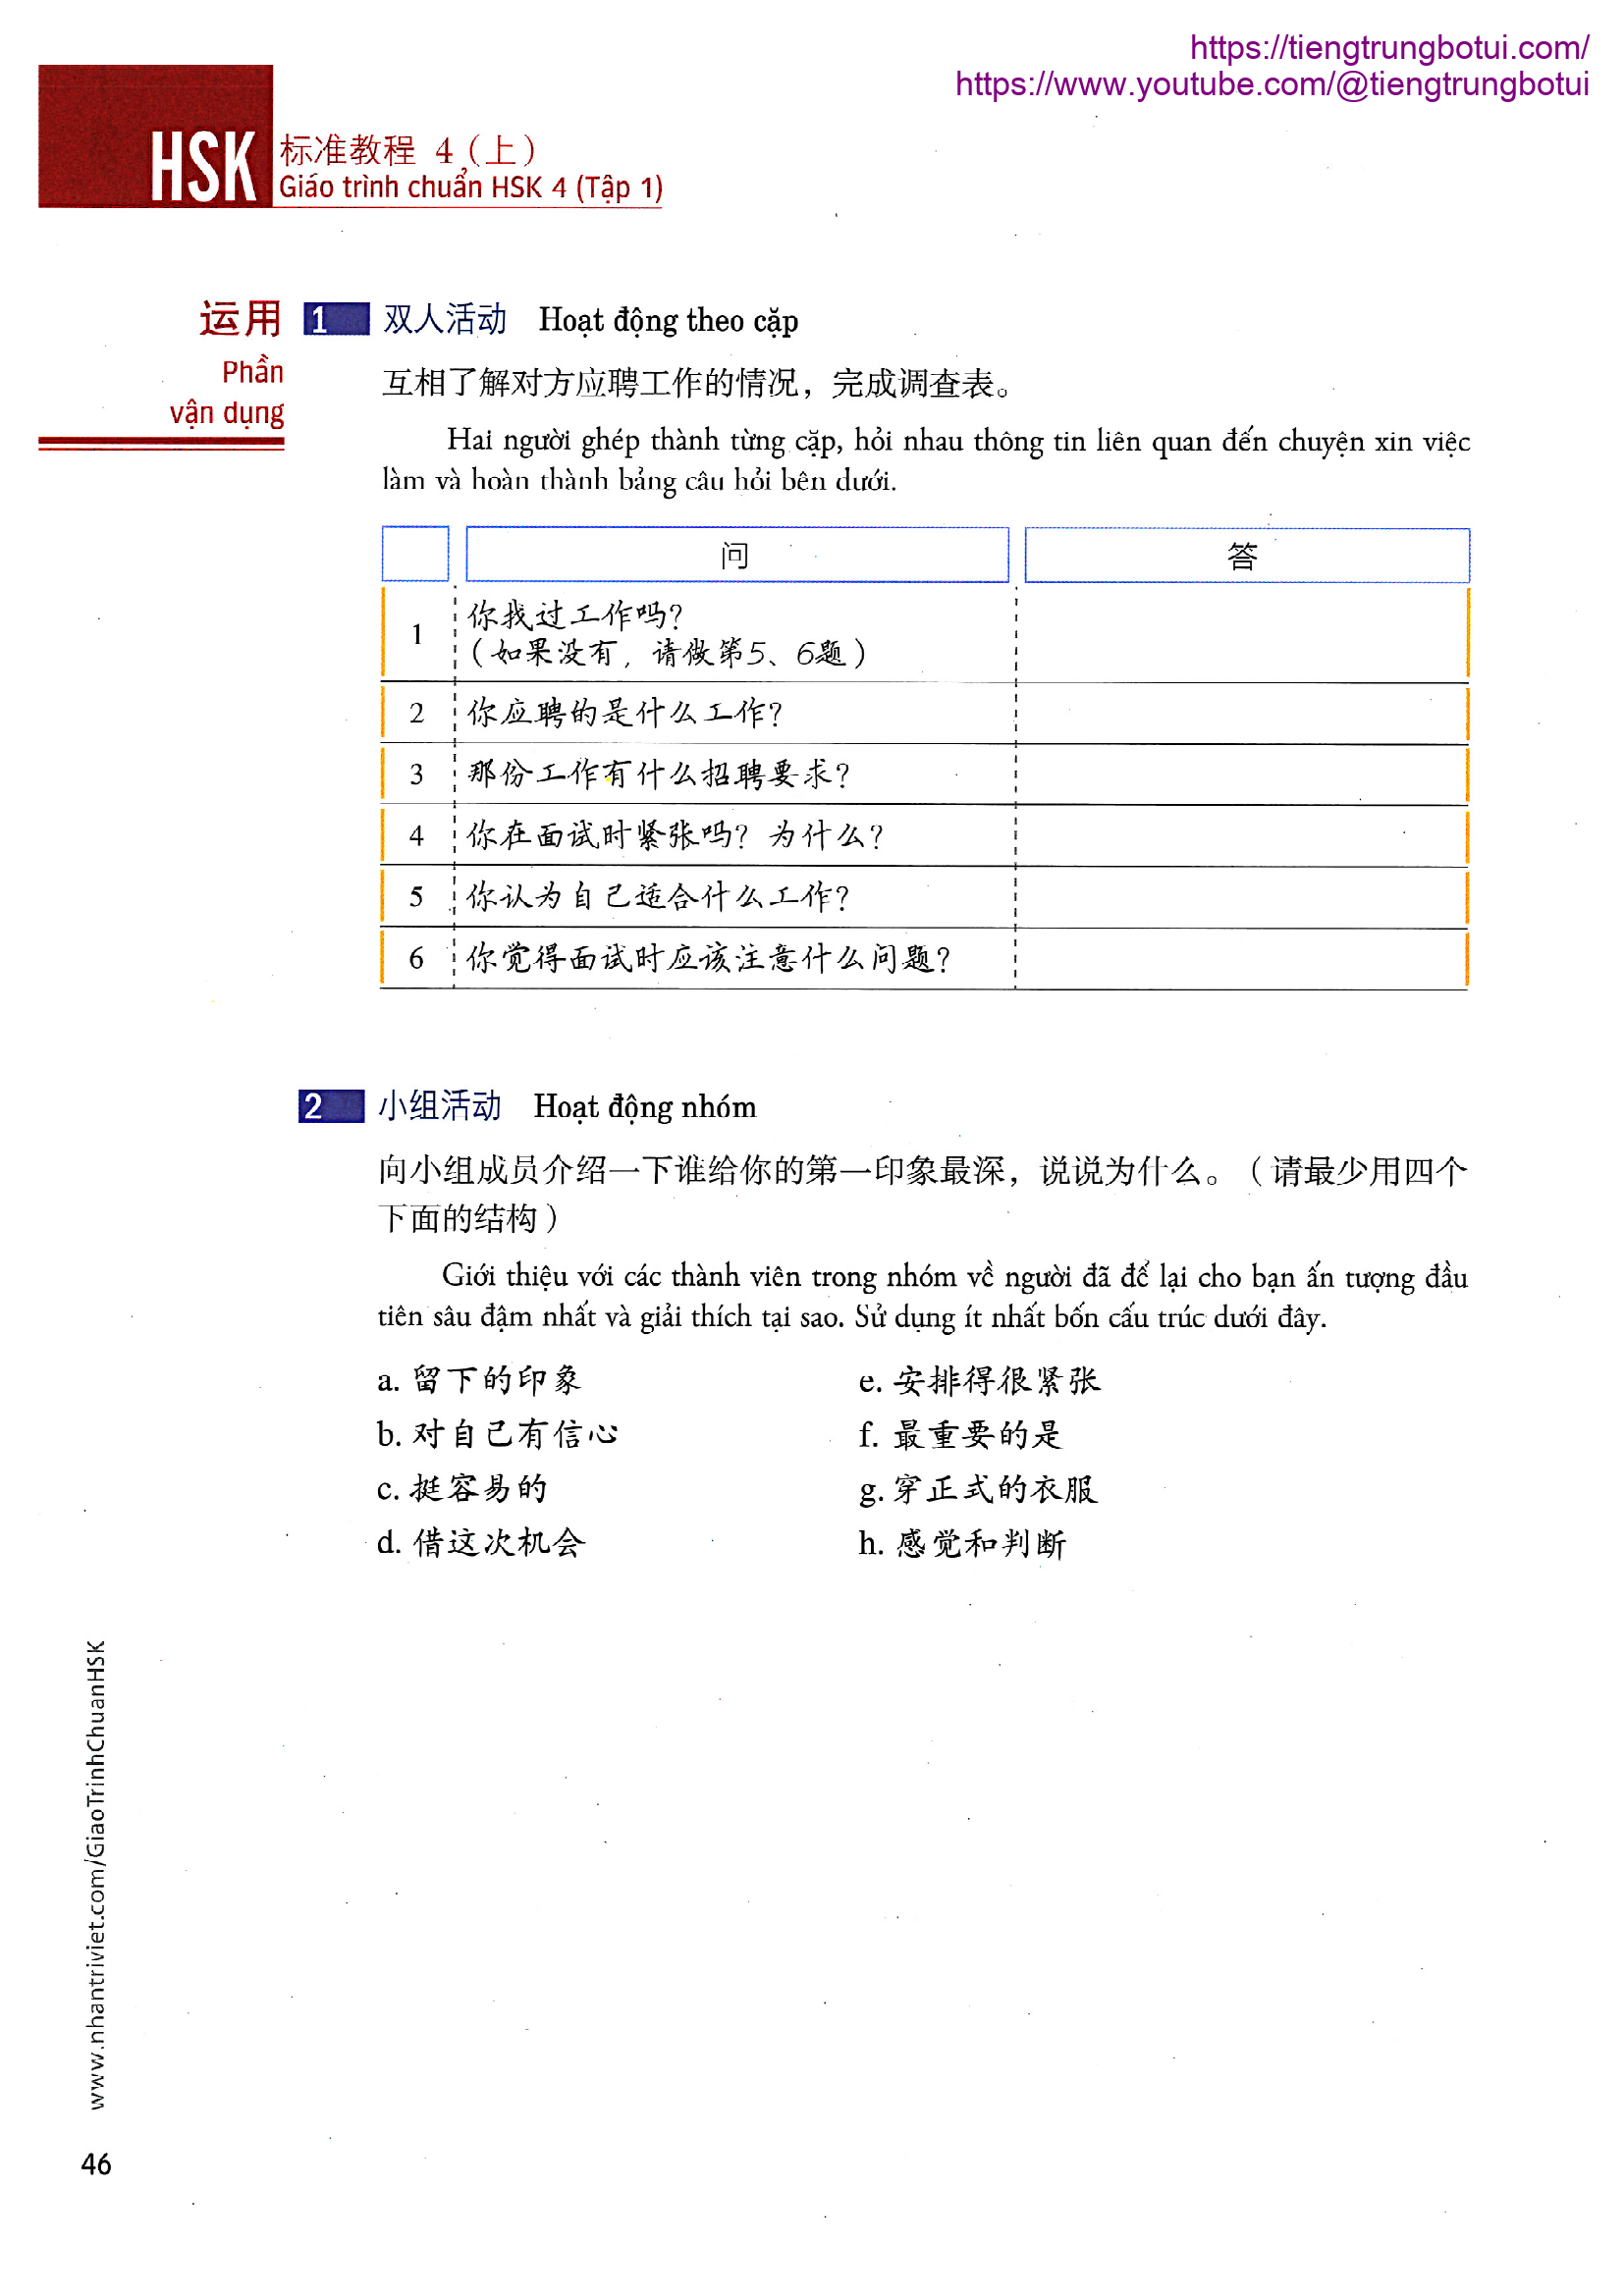 https://tiengtrungbotui.com/
https://www.youtube.com/@tiengtrungbotui
HSK
标准教程 4（上）
Giáo trình chuẩn HSK 4 (Tập 1)
运用
Phần
vận dụng
1 双人活动 Hoạt động theo cặp
互相了解对方应聘工作的情况，完成调查表。
Hai người ghép thành từng cặp, hỏi nhau thông tin liên quan đến chuyện xin việc
làm và hoàn thành bảng câu hỏi bên dưới.
问 答
1 你找过工作吗？
（如果没有，请做第5、6题）
2 你应聘的是什么工作？
3 那份工作有什么招聘要求？
4 你在面试时紧张吗？为什么？
5 你认为自己适合什么工作？
6 你觉得面试时应该注意什么问题？
2 小组活动 Hoạt động nhóm
向小组成员介绍一下谁给你的第一印象最深，说说为什么。（请最少用四个
下面的结构）
Giới thiệu với các thành viên trong nhóm về người đã để lại cho bạn ấn tượng đầu
tiên sâu đậm nhất và giải thích tại sao. Sử dụng ít nhất bốn cấu trúc dưới đây.
a. 留下的印象 e. 安排得很紧张
b. 对自己有信心 f. 最重要的是
c. 挺容易的 g. 穿正式的衣服
d. 借这次机会 h. 感觉和判断
www.nhantriviet.com/GiaoTrinhChuanHSK
46